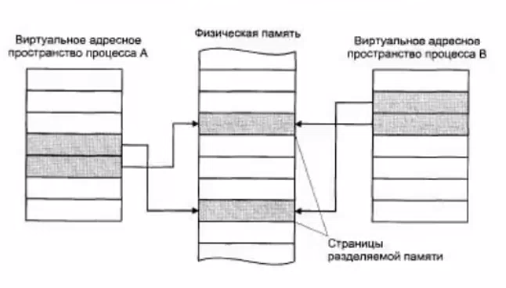 Виртуальное адресное
пространство процесса А
Физическая память
Виртуальное адресное
пространство процесса В
Страницы
разделяемой памяти